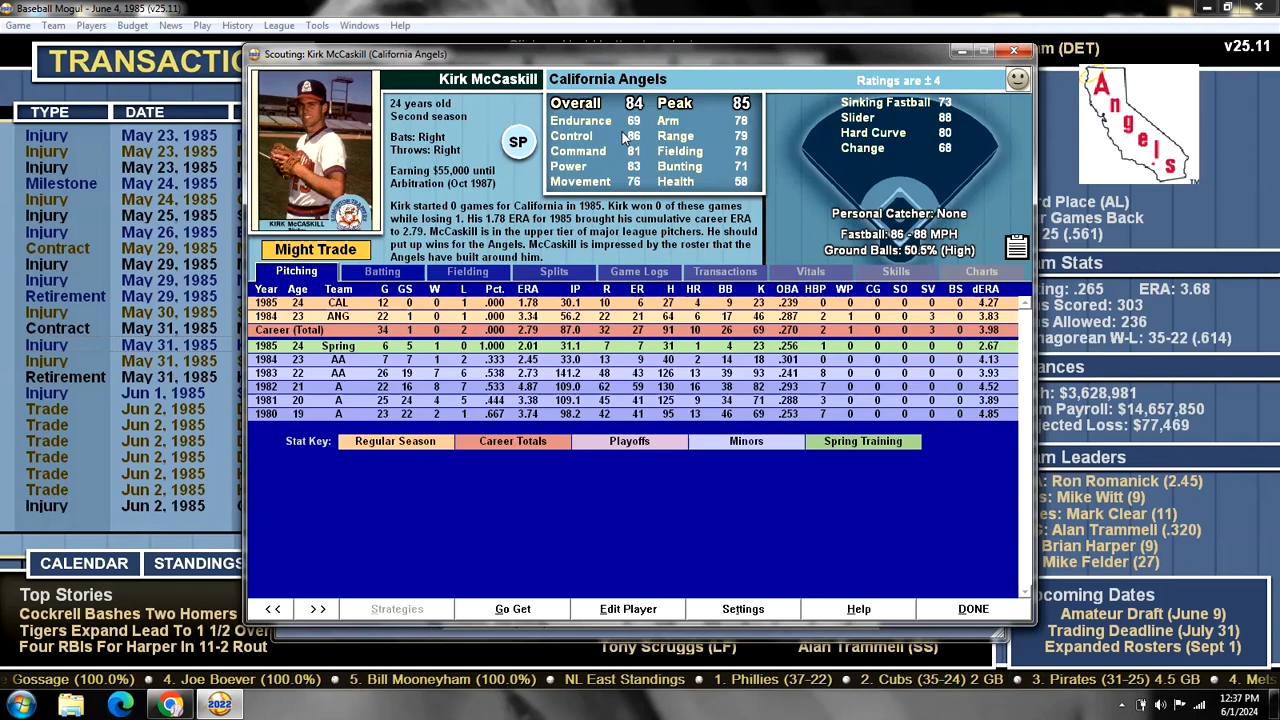 Baseball Mogul - June 4, 1985 (v25.11)
Game Team Players Budget News Play History League Tools Windows Help
TRANSACTIO
(DET)
v25.11
Scouting: Kirk McCaskill (California Angels)
Kirk McCaskill
California Angels
Ratings are ± 4
KIRK McCASKILL
24 years old
Second season
Bats: Right
Throws: Right
Earning $55,000 until
Arbitration (Oct 1987)
SP
Overall 84 Peak 85
Endurance 69 Arm 78
Control 86 Range 79
Command 81 Fielding 78
Power 83 Bunting 71
Movement 76 Health 58
Sinking Fastball 73
Slider 88
Hard Curve 80
Change 68
Personal Catcher: None
Fastball: 86 - 88 MPH
Ground Balls: 50.5% (High)
Might Trade
Kirk started 0 games for California in 1985. Kirk won 0 of these games
while losing 1. His 1.78 ERA for 1985 brought his cumulative career ERA
to 2.79. McCaskill is in the upper tier of major league pitchers. He should
put up wins for the Angels. McCaskill is impressed by the roster that the
Angels have built around him.
Pitching Batting Fielding Splits Game Logs Transactions Vitals Skills Charts
Year Age Team G GS W L Pct. ERA IP R ER H HR BB K OBA HBP WP CG SO SV BS dERA
1985 24 CAL 12 0 0 1 .000 1.78 30.1 10 6 27 4 9 23 .239 0 0 0 0 0 0 4.27
1984 23 ANG 22 1 0 1 .000 3.34 56.2 22 21 64 6 17 46 .287 2 1 0 0 3 0 3.83
Career (Total) 34 1 0 2 .000 2.79 87.0 32 27 91 10 26 69 .270 2 1 0 0 3 0 3.98
1985 24 Spring 6 5 1 0 1.000 2.01 31.1 7 7 31 1 4 23 .256 1 0 0 0 0 0 2.67
1984 23 AA 7 7 1 2 .333 2.45 33.0 13 9 40 2 14 18 .301 0 0 0 0 0 0 4.13
1983 22 AA 26 19 7 6 .538 2.73 141.2 48 43 126 13 39 93 .241 8 0 0 0 0 0 3.93
1982 21 A 22 16 8 7 .533 4.87 109.0 62 59 130 16 38 82 .293 7 0 0 0 0 0 4.52
1981 20 A 25 24 4 5 .444 3.38 109.1 45 41 125 9 34 71 .288 3 0 0 0 0 0 3.89
1980 19 A 23 22 2 1 .667 3.74 98.2 42 41 95 13 46 69 .253 7 0 0 0 0 0 4.85
Stat Key: Regular Season Career Totals Playoffs Minors Spring Training
<< >> Strategies Go Get Edit Player Settings Help DONE
TYPE DATE
Injury May 23, 1985
Injury May 23, 1985
Injury May 23, 1985
Milestone May 24, 1985
Injury May 24, 1985
Injury May 25, 1985
Injury May 26, 1985
Contract May 29, 1985
Injury May 29, 1985
Injury May 29, 1985
Retirement May 29, 1985
Injury May 30, 1985
Contract May 31, 1985
Injury May 31, 1985
Injury May 31, 1985
Retirement May 31, 1985
Injury Jun 1, 1985
Trade Jun 2, 1985
Trade Jun 2, 1985
Trade Jun 2, 1985
Trade Jun 2, 1985
Trade Jun 2, 1985
Trade Jun 2, 1985
Injury Jun 2, 1985
CALENDAR STANDINGS
Angels
Place (AL)
Games Back
25 (.561)
Stats
.265 ERA: 3.68
Scored: 303
Allowed: 236
W-L: 35-22 (.614)
ances
$3,628,981
Payroll: $14,657,850
Loss: $77,469
Leaders
Ron Romanick (2.45)
Mike Witt (9)
Mark Clear (11)
Alan Trammell (.320)
Brian Harper (9)
Mike Felder (27)
Top Stories
Cockrell Bashes Two Homers
Tigers Expand Lead To 1 1/2 Over
Four RBIs For Harper In 11-2 Rout
Tony Scruggs (LF) Alan Trammell (SS)
pcoming Dates
Amateur Draft (June 9)
Trading Deadline (July 31)
Expanded Rosters (Sept 1)
Gossage (100.0%) 4. Joe Boever (100.0%) 5. Bill Mooneyham (100.0%) NL East Standings 1. Phillies (37-22) 2. Cubs (35-24) 2 GB 3. Pirates (31-25) 4.5 GB 4. Mets
2022
12:37 PM
6/1/2024